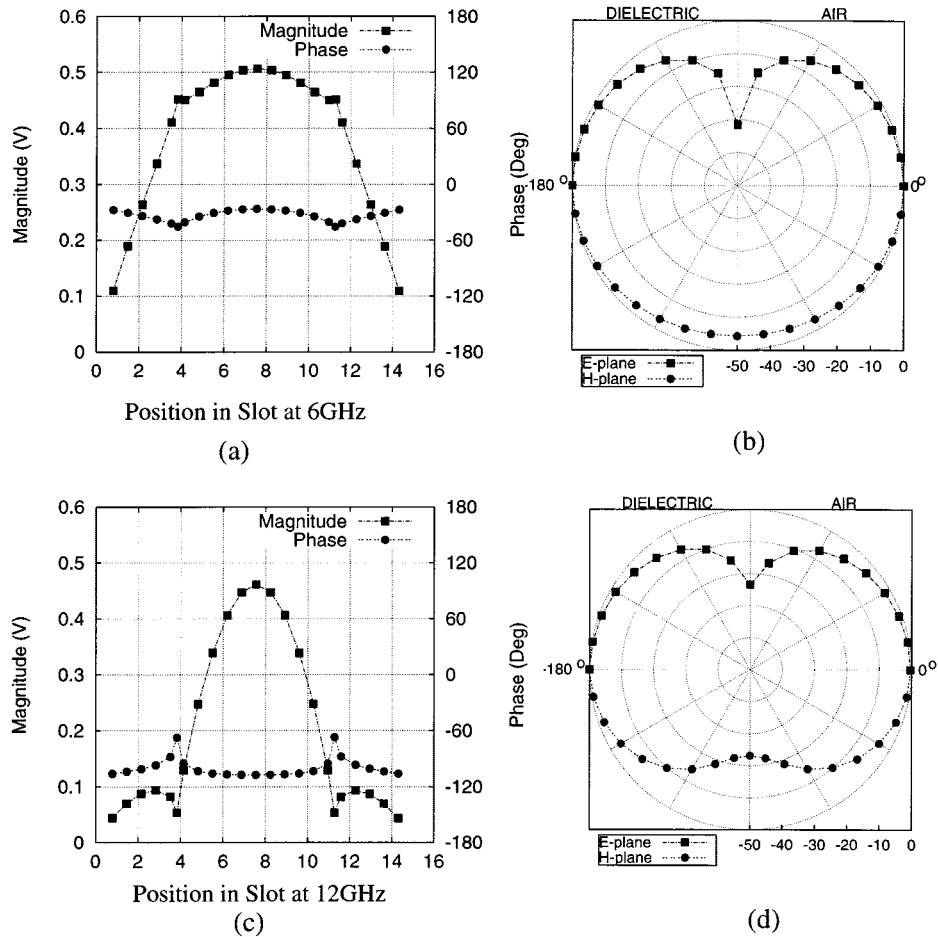 0.6
0.5
0.4
0.3
0.2
0.1
0
Magnitude (V)
Magnitude
Phase
180
120
60
0
-60
-120
-180
Phase (Deg)
0 2 4 6 8 10 12 14 16
Position in Slot at 6GHz
(a)
DIELECTRIC AIR
-180 o
0o
E-plane
H-plane
-50 -40 -30 -20 -10 0
(b)
0.6
0.5
0.4
0.3
0.2
0.1
0
Magnitude (V)
Magnitude
Phase
180
120
60
0
-60
-120
-180
Phase (Deg)
0 2 4 6 8 10 12 14 16
Position in Slot at 12GHz
(c)
DIELECTRIC AIR
-180 o
0o
E-plane
H-plane
-50 -40 -30 -20 -10 0
(d)